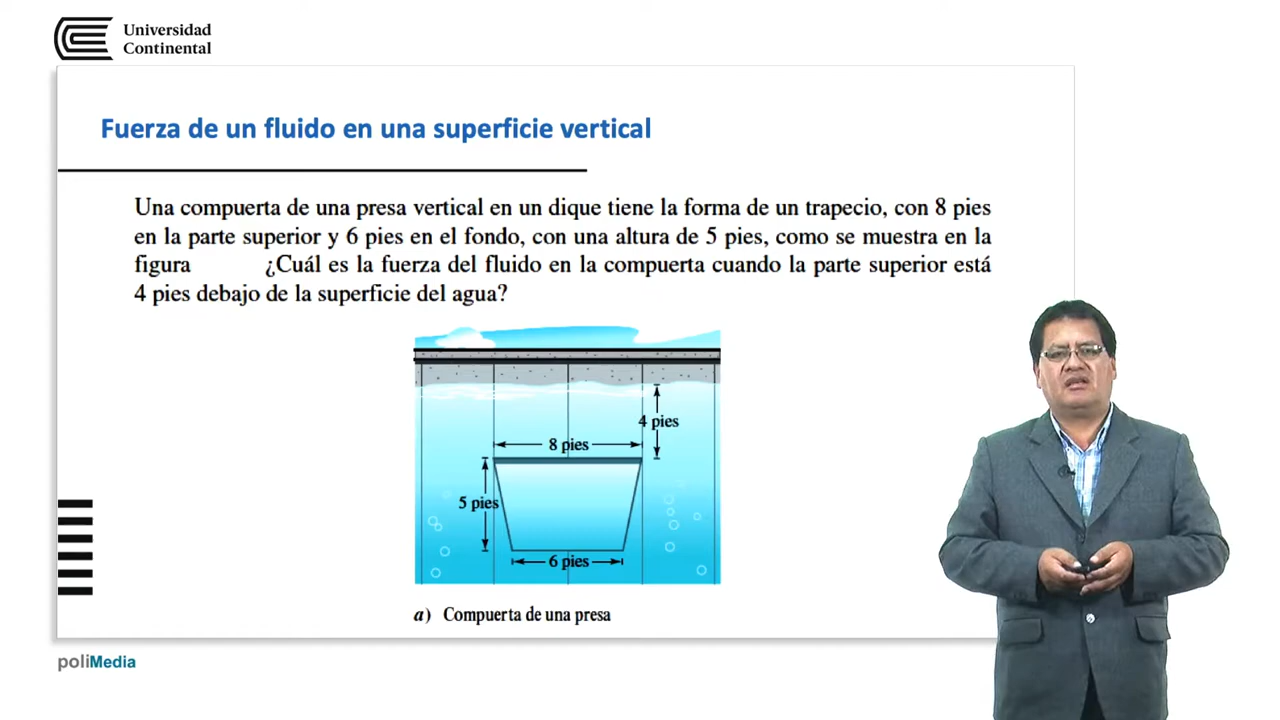 Universidad
Continental
Fuerza de un fluido en una superficie vertical
Una compuerta de una presa vertical en un dique tiene la forma de un trapecio, con 8 pies
en la parte superior y 6 pies en el fondo, con una altura de 5 pies, como se muestra en la
figura ¿Cuál es la fuerza del fluido en la compuerta cuando la parte superior está
4 pies debajo de la superficie del agua?
4 pies
8 pies
5 pies
6 pies
a) Compuerta de una presa
poliMedia